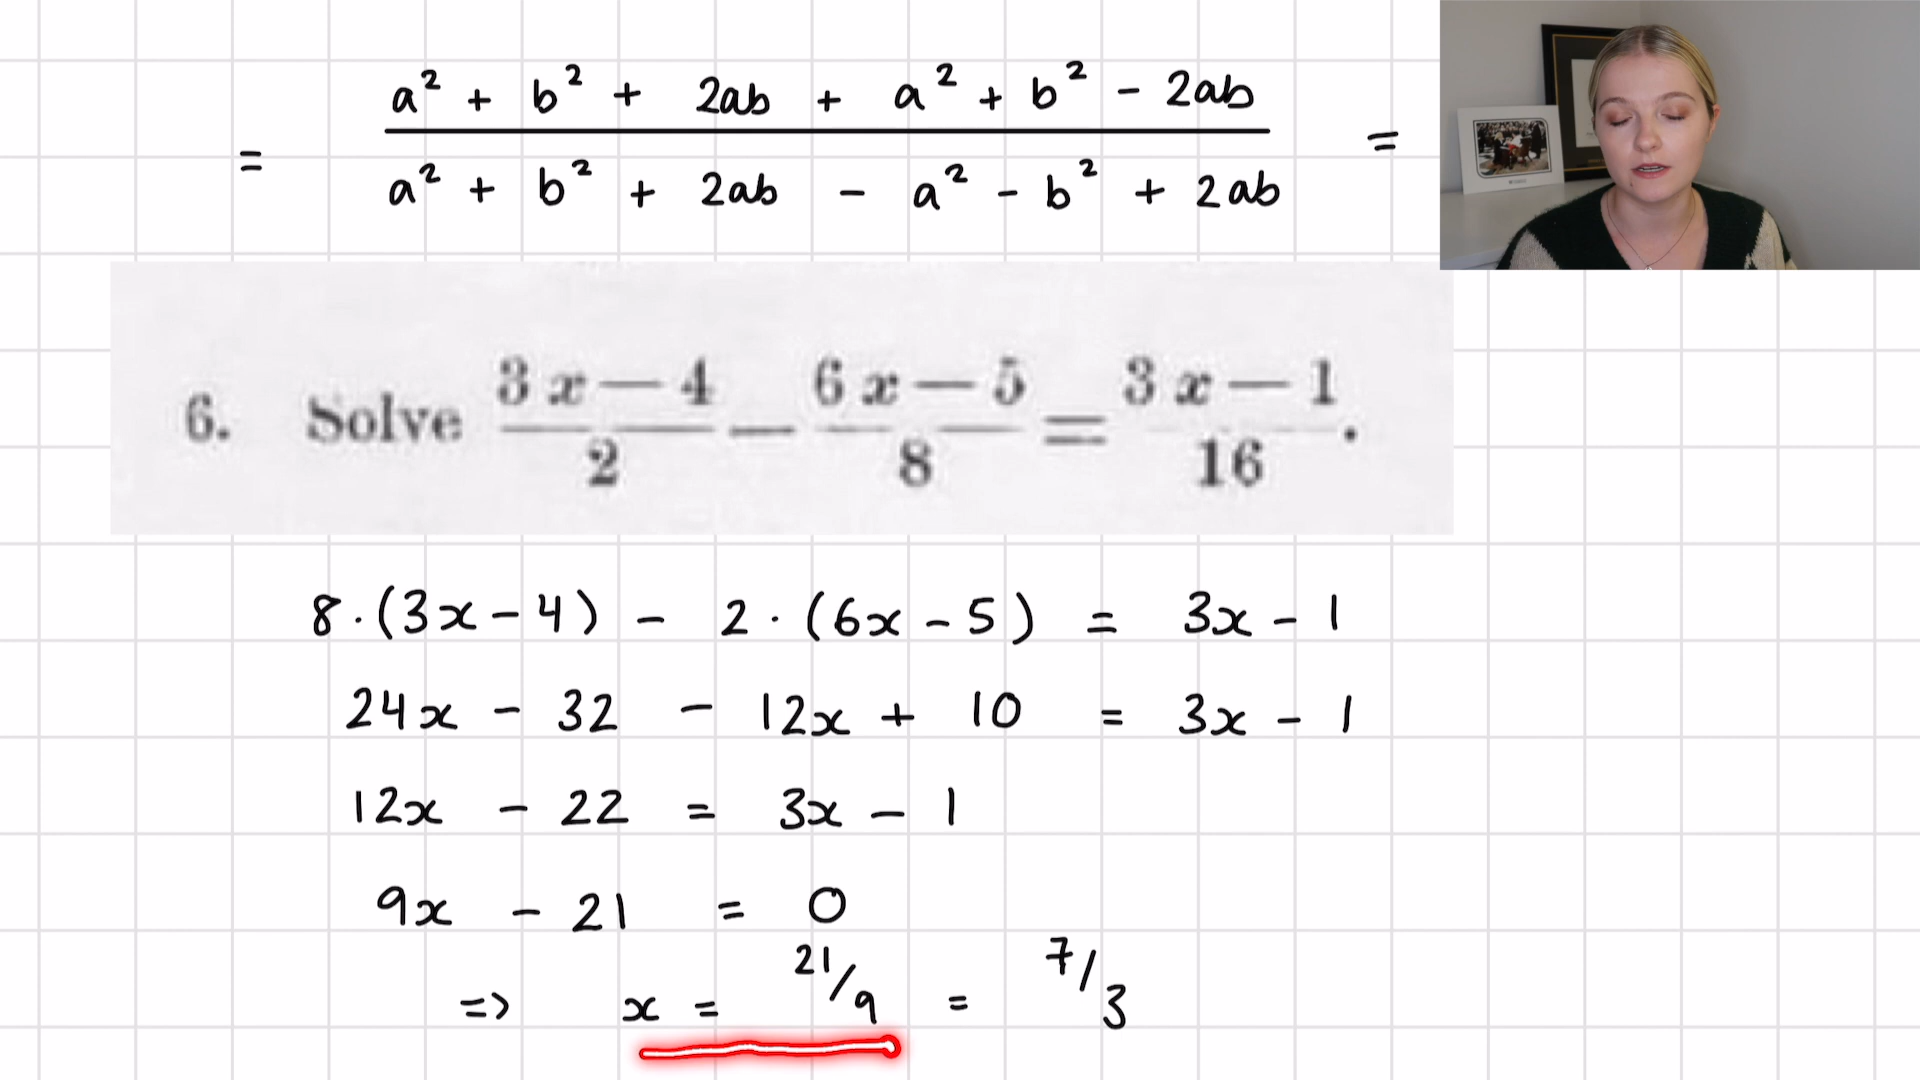 = a² + b² + 2ab + a² + b² - 2ab =
a² + b² + 2ab - a² - b² + 2ab
6. Solve (3x - 4)/2 - (6x - 5)/8 = (3x - 1)/16.
8·(3x - 4) - 2·(6x - 5) = 3x - 1
24x - 32 - 12x + 10 = 3x - 1
12x - 22 = 3x - 1
9x - 21 = 0
=> x = 21/9 = 7/3